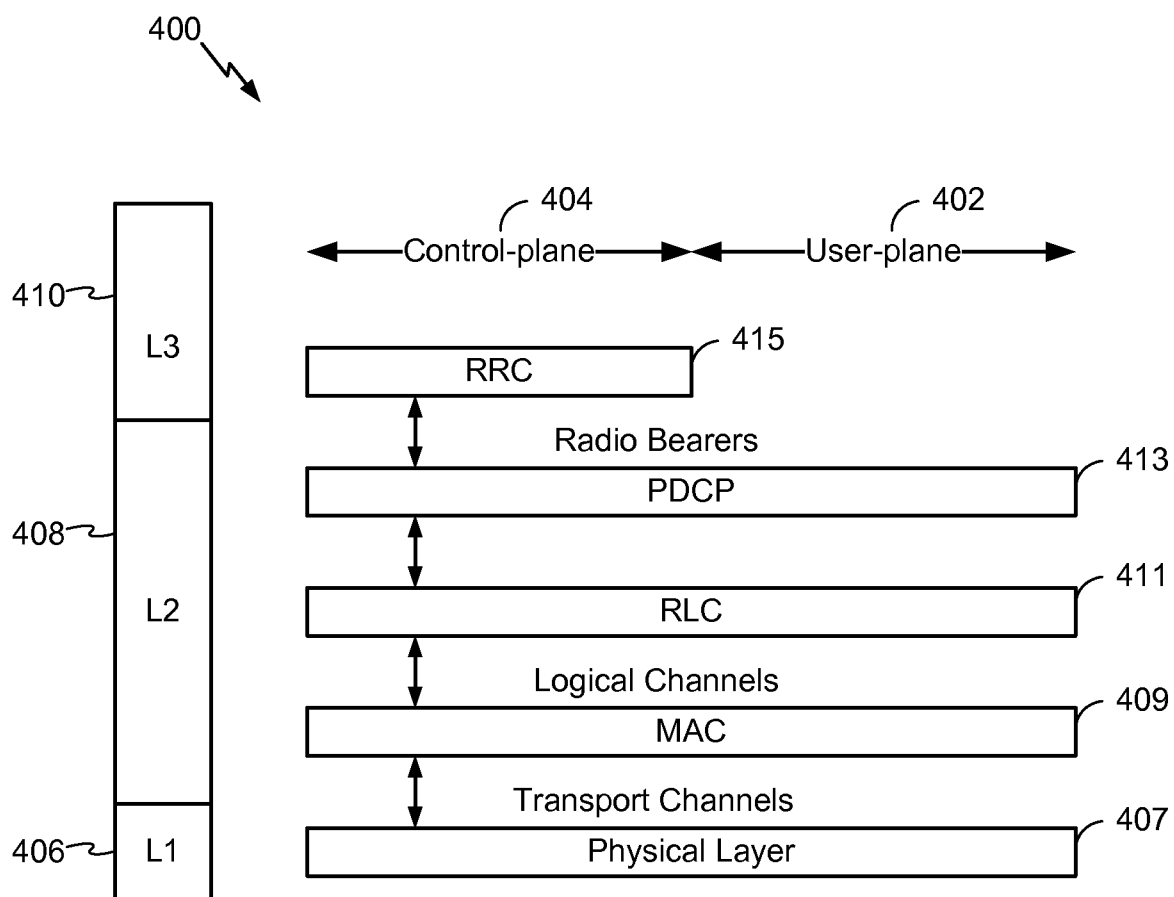 400
404
402
Control-plane
User-plane
410
L3
415
RRC
Radio Bearers
413
PDCP
408
L2
411
RLC
Logical Channels
409
MAC
Transport Channels
407
406
L1
Physical Layer